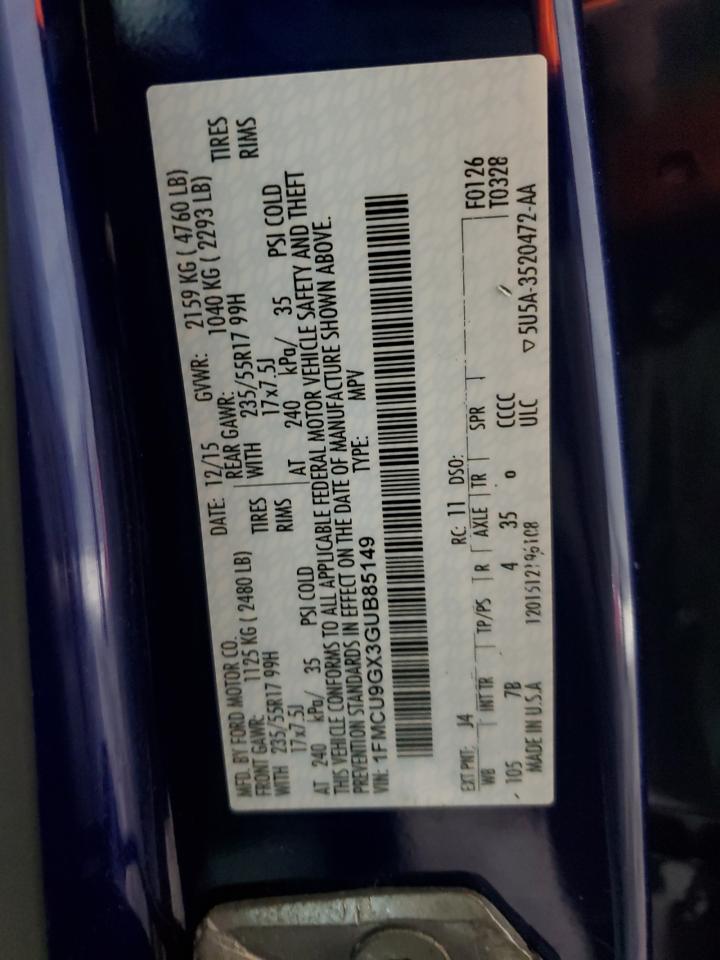 MFD. BY FORD MOTOR CO. DATE: 12/15 GVWR: 2159 KG ( 4760 LB)
FRONT GAWR: 1125 KG ( 2480 LB) REAR GAWR: 1040 KG ( 2293 LB)
WITH 235/55R17 99H TIRES WITH 235/55R17 99H TIRES
17x7.5J RIMS 17x7.5J RIMS
AT 240 kPa/ 35 PSI COLD AT 240 kPa/ 35 PSI COLD
THIS VEHICLE CONFORMS TO ALL APPLICABLE FEDERAL MOTOR VEHICLE SAFETY AND THEFT
PREVENTION STANDARDS IN EFFECT ON THE DATE OF MANUFACTURE SHOWN ABOVE.
VIN: 1FMCU9GX3GUB85149 TYPE: MPV
EXT PNT: J4 RC: 11 DSO: F0126
WB INT TR TP/PS R AXLE TR SPR T0328
105 7B 4 35 0 CCCC
MADE IN U.S.A ULC ▽5U5A-3520472-AA